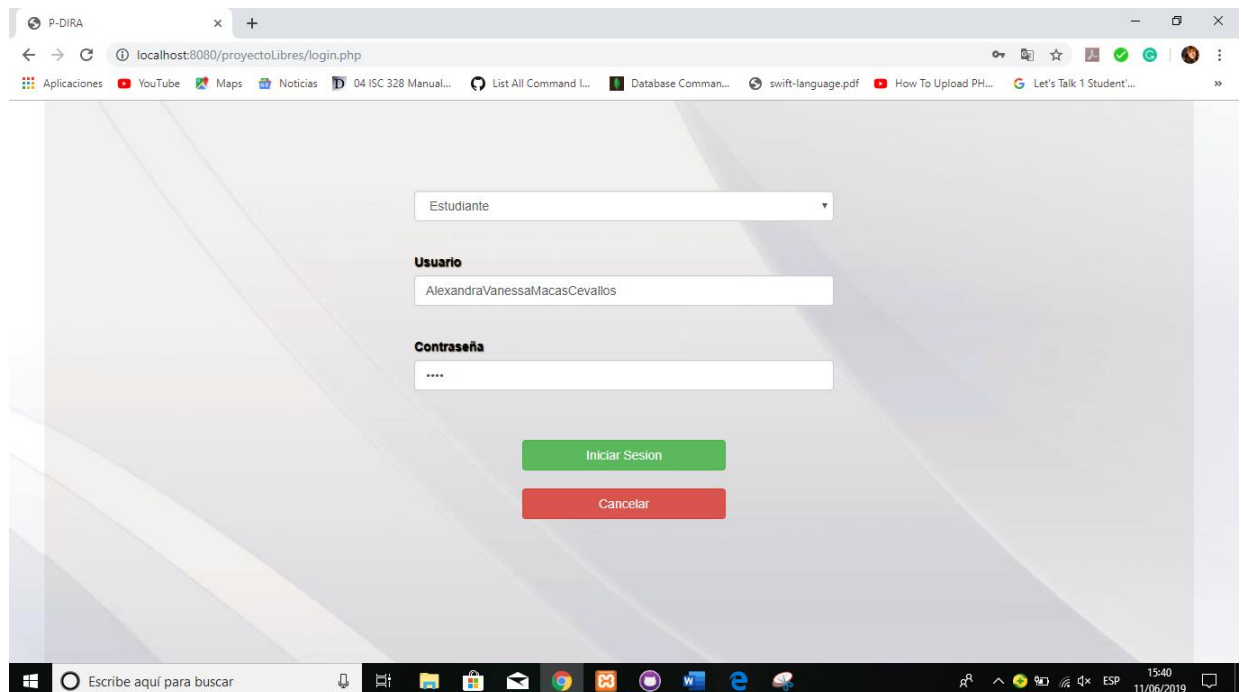 P-DIRA
localhost:8080/proyectoLibres/login.php
Aplicaciones YouTube Maps Noticias 04 ISC 328 Manual... List All Command I... Database Comman... swift-language.pdf How To Upload PH... Let's Talk 1 Student'... »
Estudiante
Usuario
AlexandraVanessaMacasCevallos
Contraseña
••••
Iniciar Sesion
Cancelar
Escribe aquí para buscar
ESP
15:40
11/06/2019